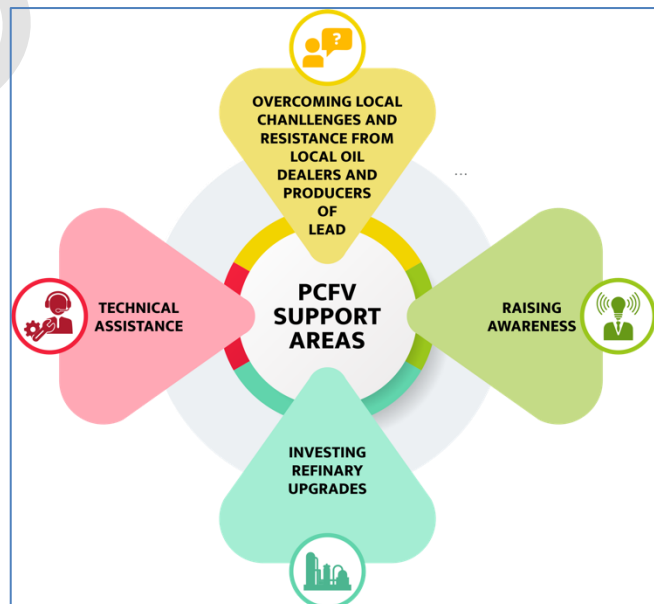 ?
OVERCOMING LOCAL
CHANLLENGES AND
RESISTANCE FROM
LOCAL OIL
DEALERS AND
PRODUCERS
OF
LEAD
...
TECHNICAL
ASSISTANCE
PCFV
SUPPORT
AREAS
RAISING
AWARENESS
INVESTING
REFINARY
UPGRADES